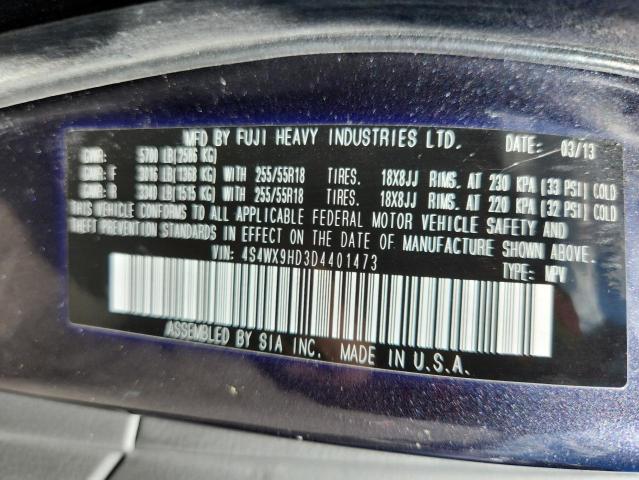 MFD BY FUJI HEAVY INDUSTRIES LTD. DATE: 03/13
GVWR: 5700 LB(2586 KG)
GAWR: F 3016 LB(1368 KG) WITH 255/55R18 TIRES. 18X8JJ RIMS. AT 230 KPA (33 PSI) COLD
GAWR: R 3340 LB(1515 KG) WITH 255/55R18 TIRES. 18X8JJ RIMS. AT 220 KPA (32 PSI) COLD
THIS VEHICLE CONFORMS TO ALL APPLICABLE FEDERAL MOTOR VEHICLE SAFETY AND
THEFT PREVENTION STANDARDS IN EFFECT ON THE DATE OF MANUFACTURE SHOWN ABOVE.
VIN: 4S4WX9HD3D4401473 TYPE: MPV
ASSEMBLED BY SIA INC. MADE IN U.S.A.